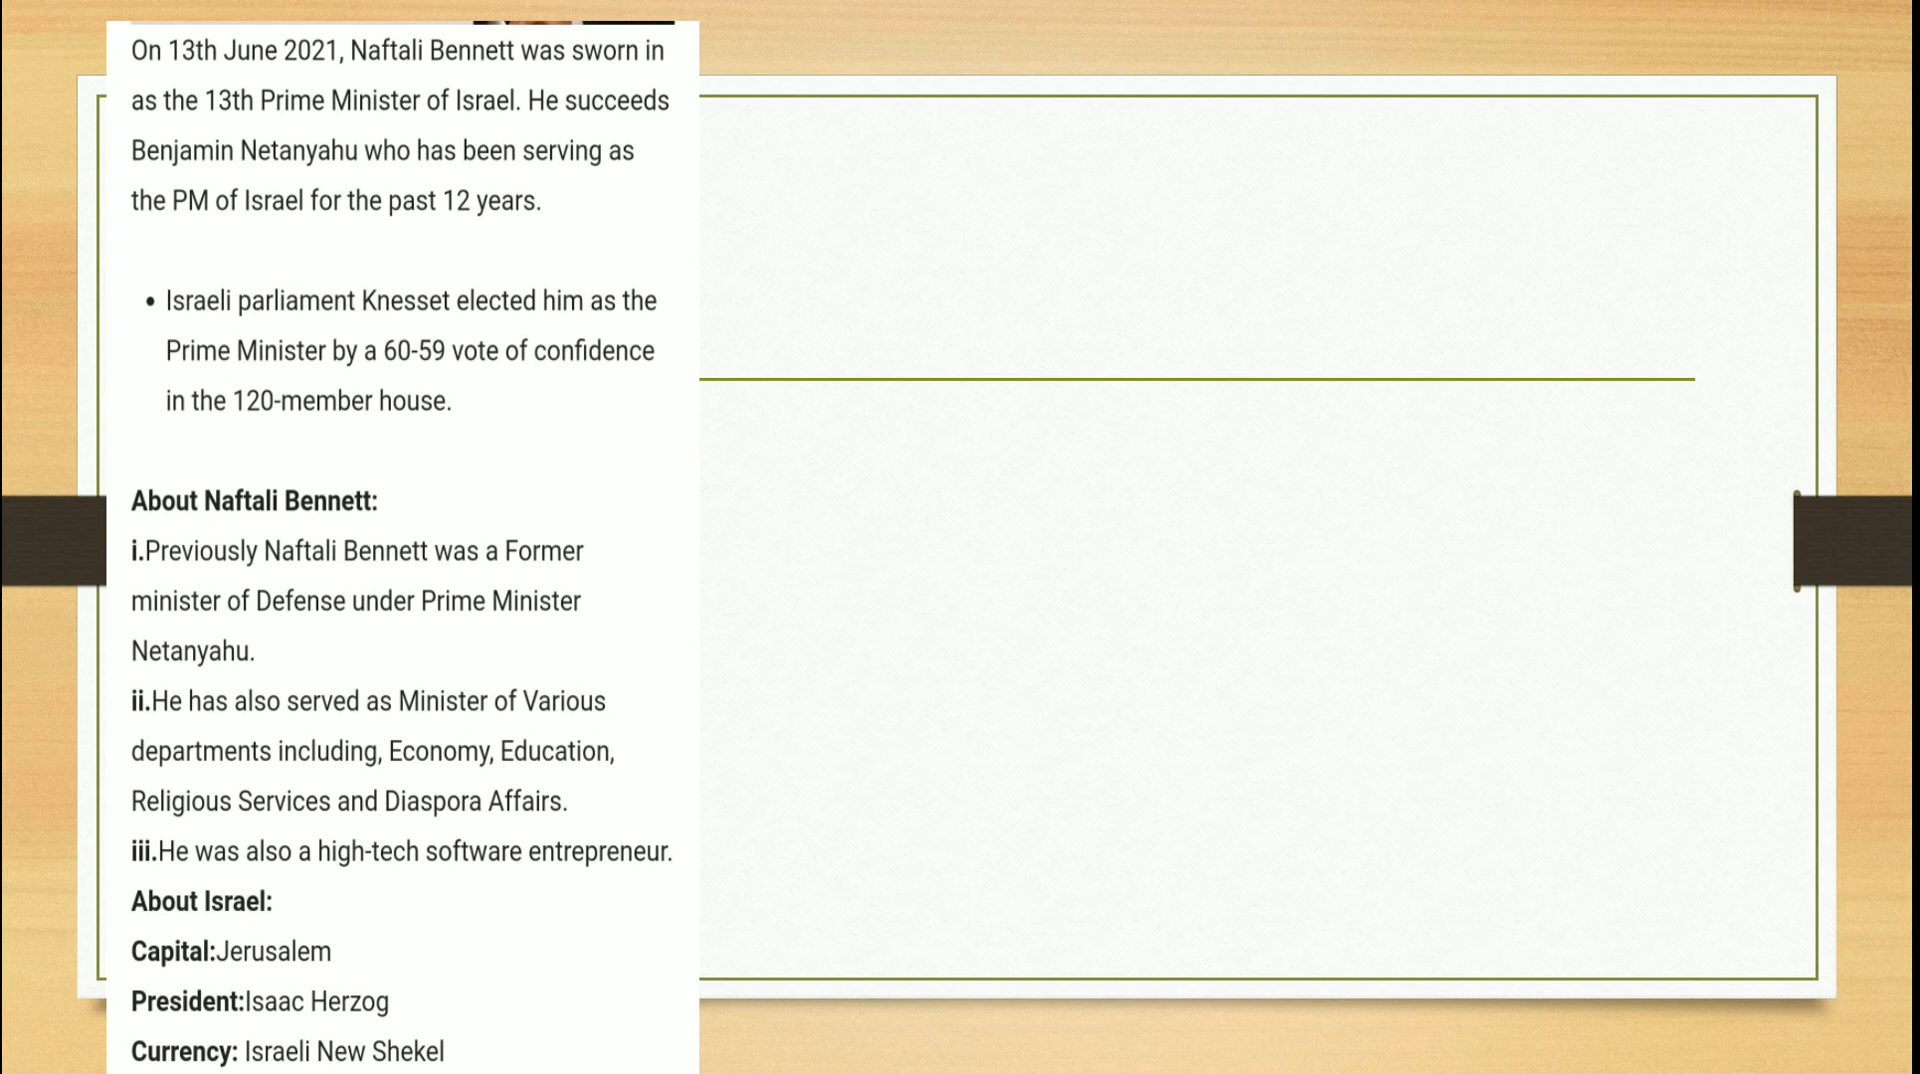 On 13th June 2021, Naftali Bennett was sworn in
as the 13th Prime Minister of Israel. He succeeds
Benjamin Netanyahu who has been serving as
the PM of Israel for the past 12 years.
• Israeli parliament Knesset elected him as the
Prime Minister by a 60-59 vote of confidence
in the 120-member house.
About Naftali Bennett:
i.Previously Naftali Bennett was a Former
minister of Defense under Prime Minister
Netanyahu.
ii.He has also served as Minister of Various
departments including, Economy, Education,
Religious Services and Diaspora Affairs.
iii.He was also a high-tech software entrepreneur.
About Israel:
Capital:Jerusalem
President:Isaac Herzog
Currency: Israeli New Shekel